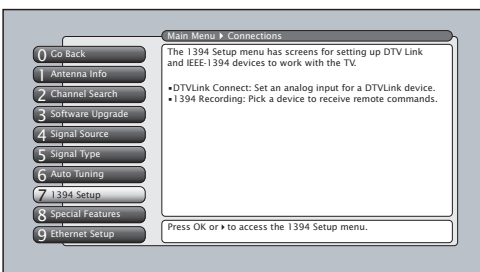 Main Menu ▸ Connections
0 Go Back
1 Antenna Info
2 Channel Search
3 Software Upgrade
4 Signal Source
5 Signal Type
6 Auto Tuning
7 1394 Setup
8 Special Features
9 Ethernet Setup
The 1394 Setup menu has screens for setting up DTV Link
and IEEE-1394 devices to work with the TV.
▪DTVLink Connect: Set an analog input for a DTVLink device.
▪1394 Recording: Pick a device to receive remote commands.
Press OK or ▸ to access the 1394 Setup menu.